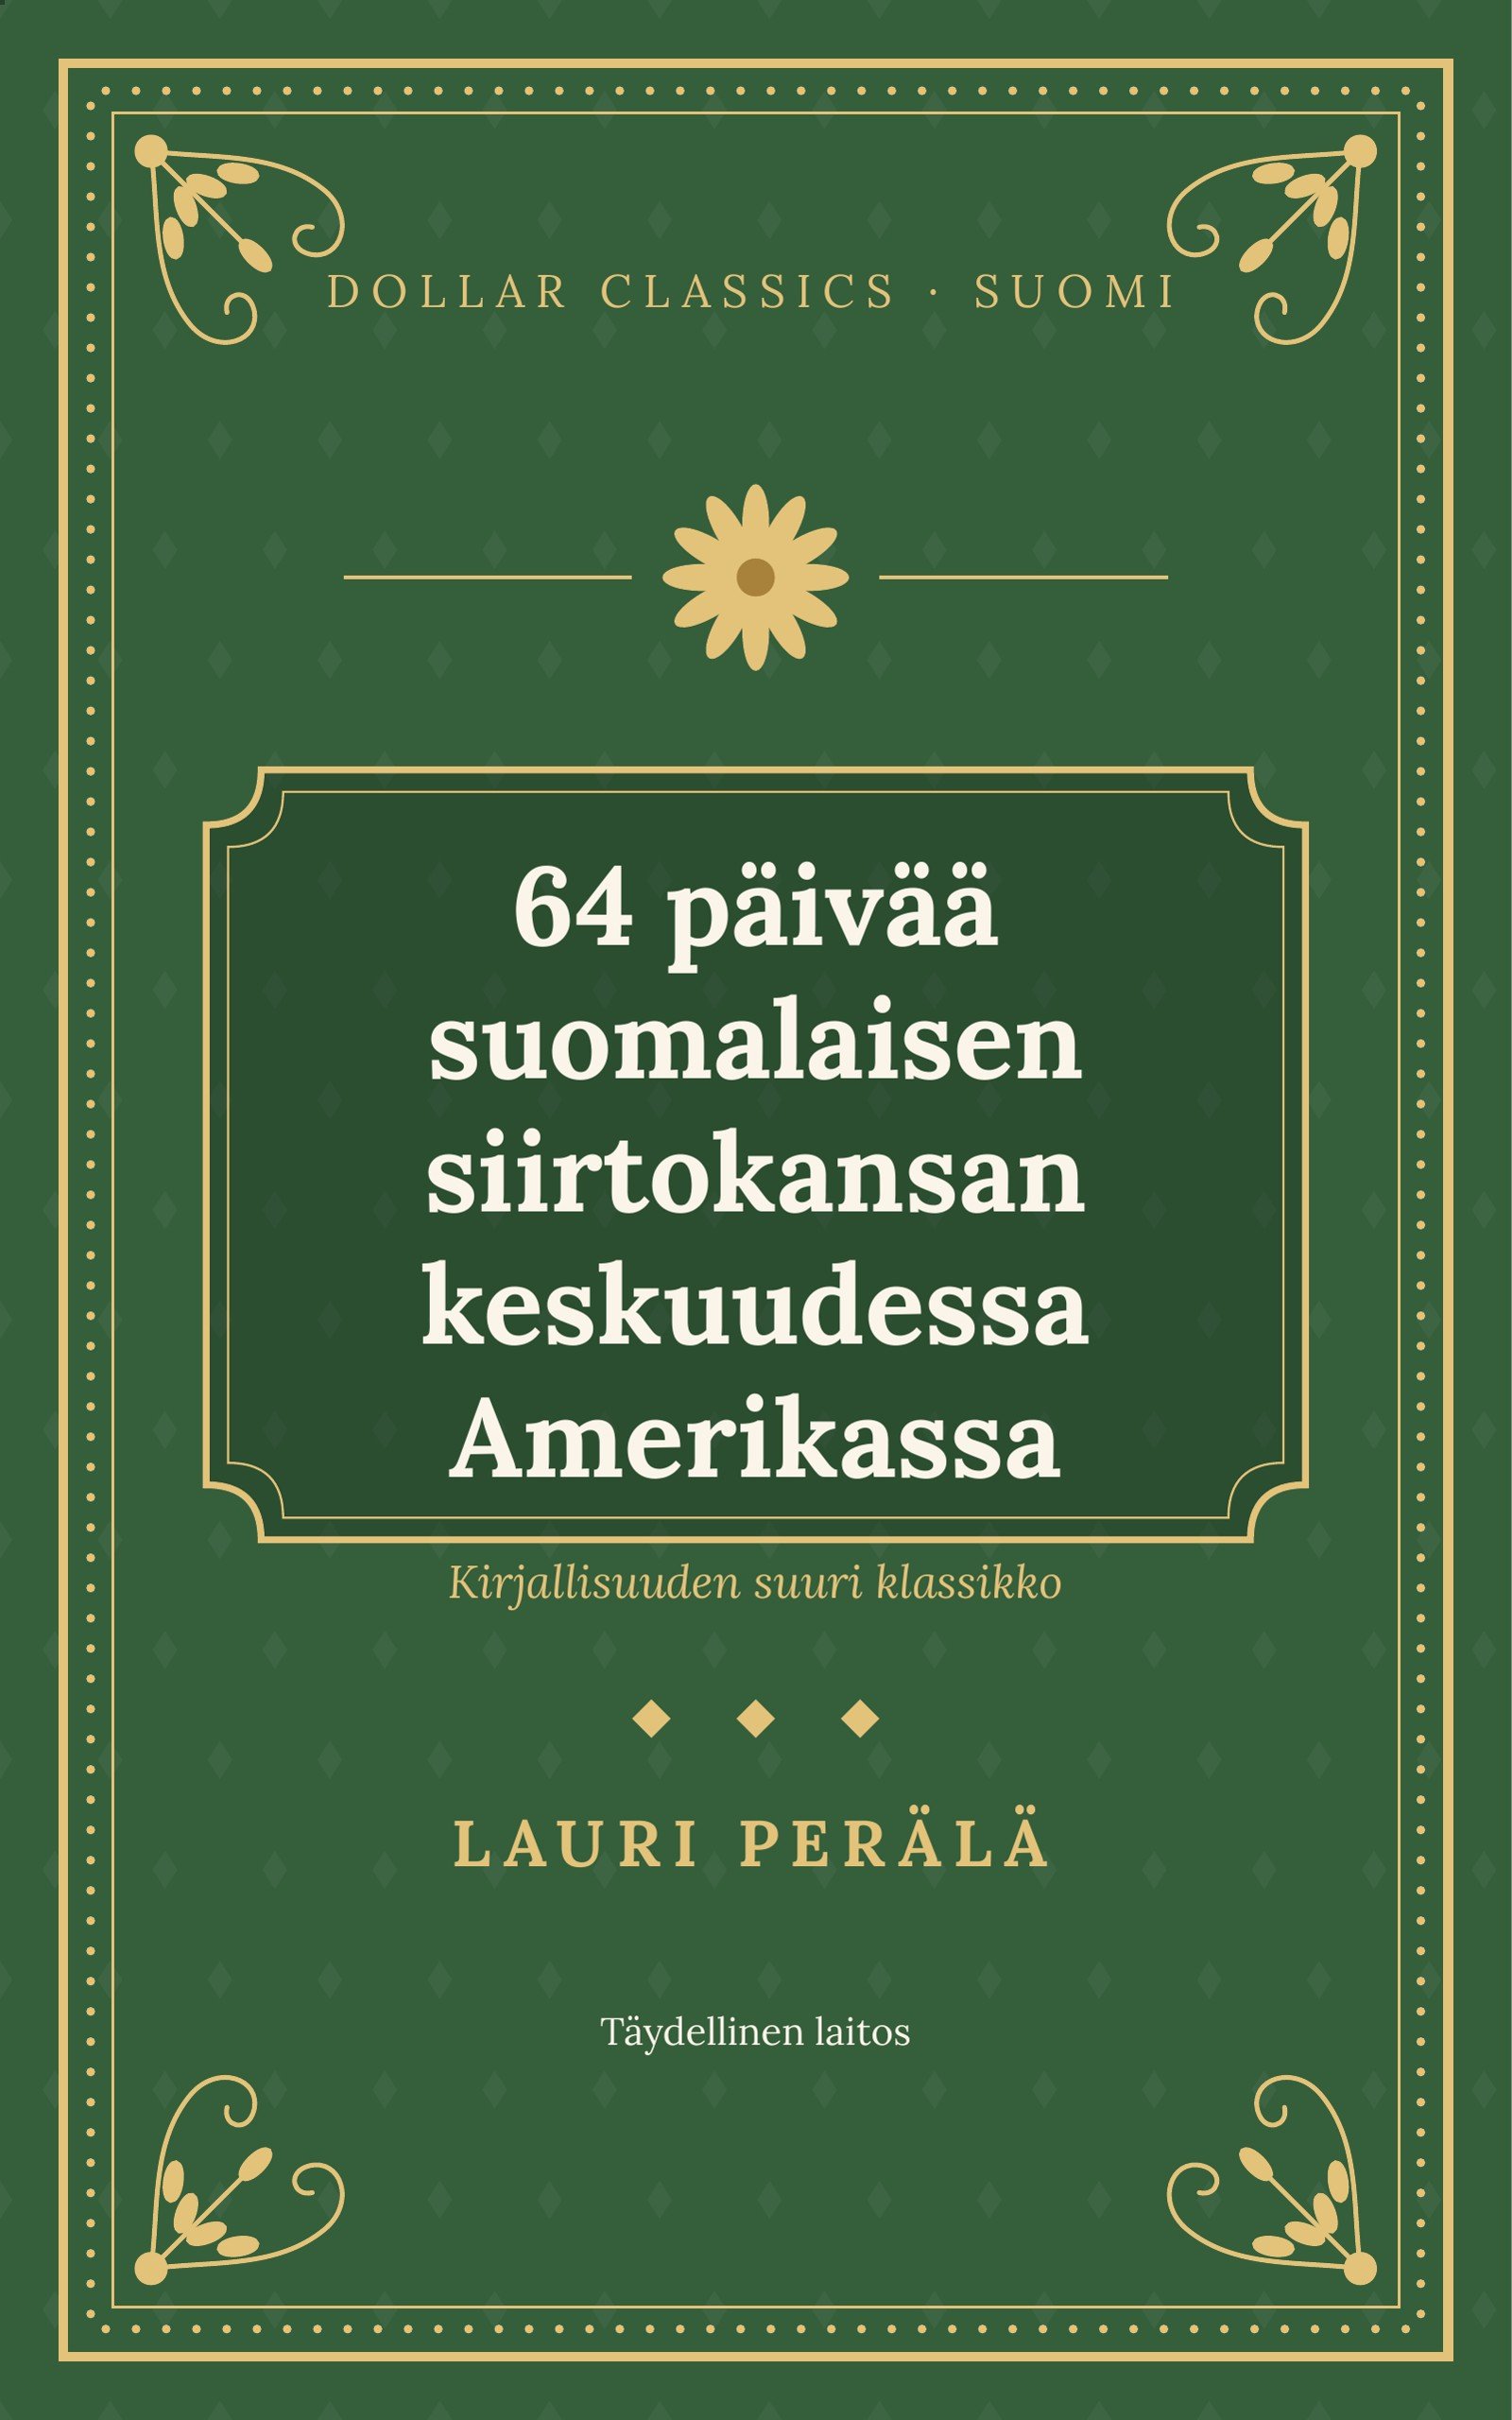 DOLLAR CLASSICS · SUOMI
64 päivää
suomalaisen
siirtokansan
keskuudessa
Amerikassa
Kirjallisuuden suuri klassikko
LAURI PERÄLÄ
Täydellinen laitos